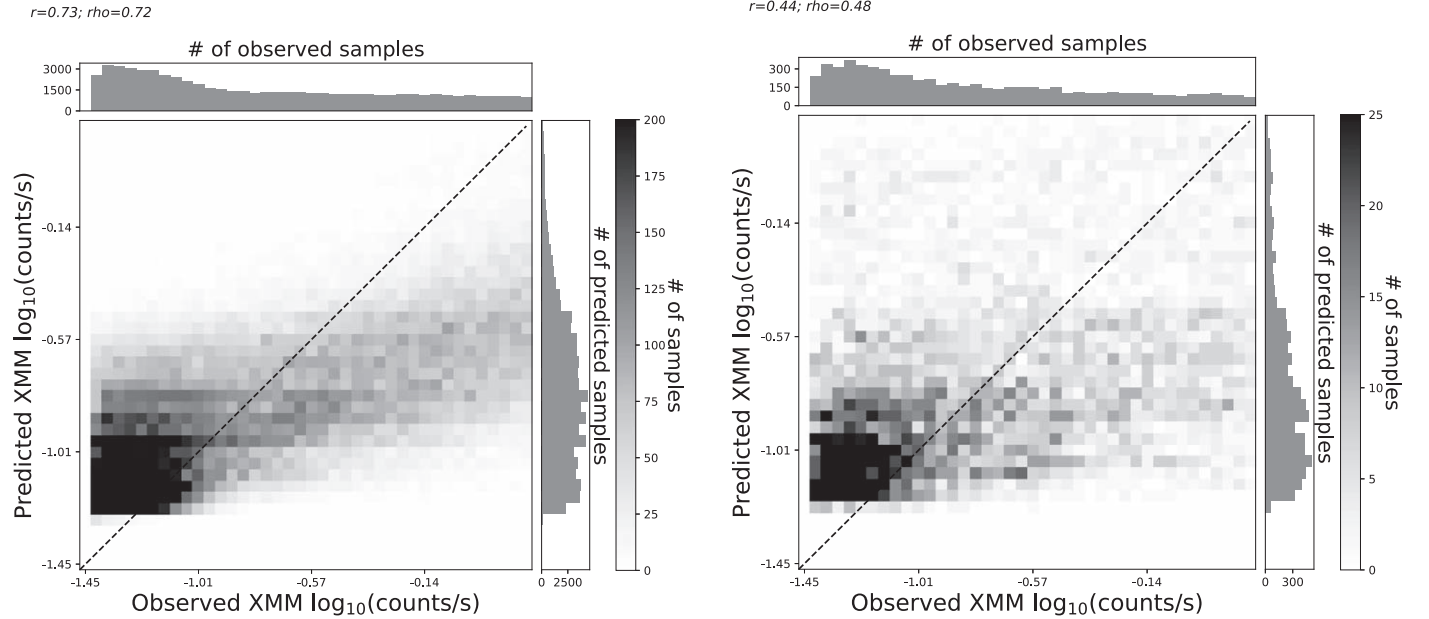 r=0.73; rho=0.72
# of observed samples
3000
1500
0
200
175
150
125
100
75
50
25
0
# of samples
# of predicted samples
0 2500
-0.14
-0.57
-1.01
-1.45
Predicted XMM log10(counts/s)
-1.45 -1.01 -0.57 -0.14
Observed XMM log10(counts/s)
r=0.44; rho=0.48
# of observed samples
300
150
0
25
20
15
10
5
0
# of samples
# of predicted samples
0 300
-0.14
-0.57
-1.01
-1.45
Predicted XMM log10(counts/s)
-1.45 -1.01 -0.57 -0.14
Observed XMM log10(counts/s)